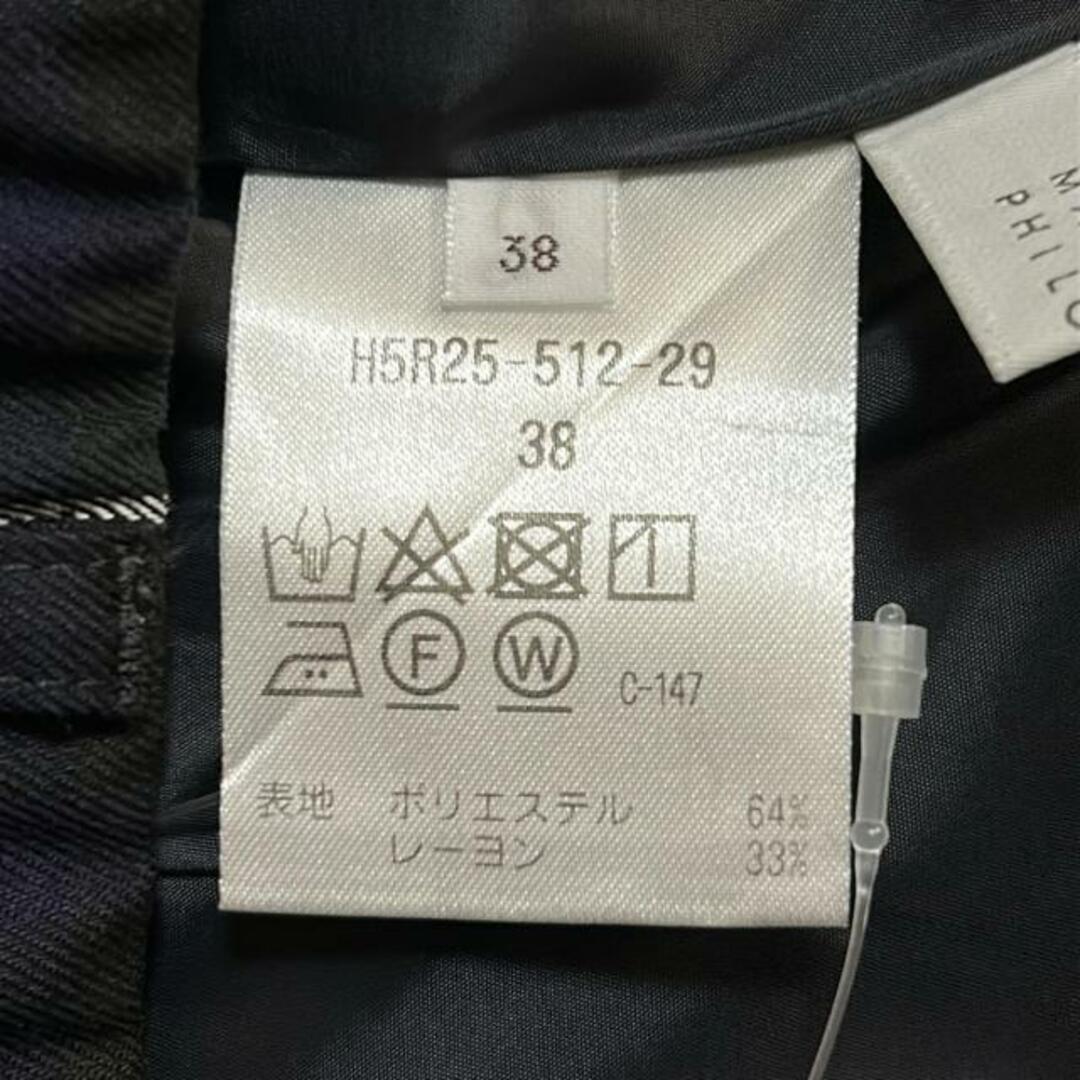 38
H5R25-512-29
38
F W C-147
表地 ポリエステル 64%
レーヨン 33%